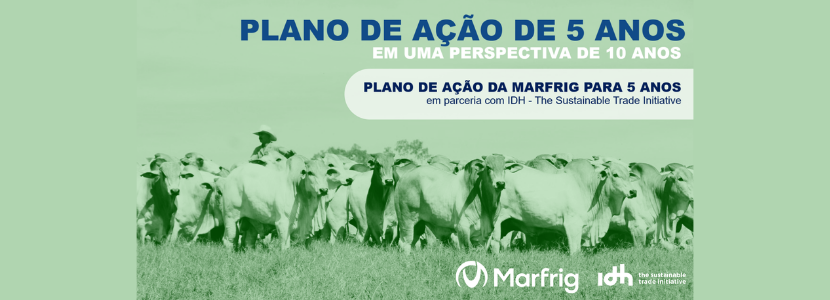 PLANO DE AÇÃO DE 5 ANOS
EM UMA PERSPECTIVA DE 10 ANOS
PLANO DE AÇÃO DA MARFRIG PARA 5 ANOS
em parceria com IDH - The Sustainable Trade Initiative
Marfrig
idh
the sustainable
trade initiative